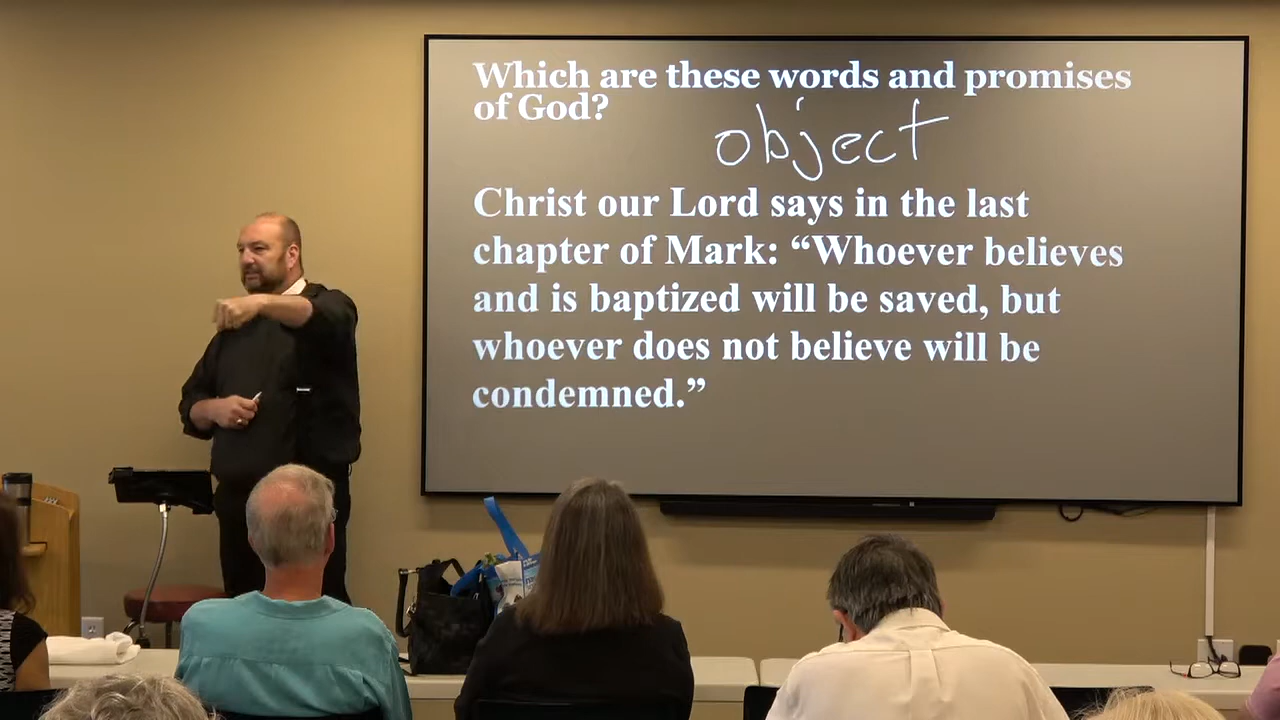 Which are these words and promises
of God?
object
Christ our Lord says in the last
chapter of Mark: “Whoever believes
and is baptized will be saved, but
whoever does not believe will be
condemned.”